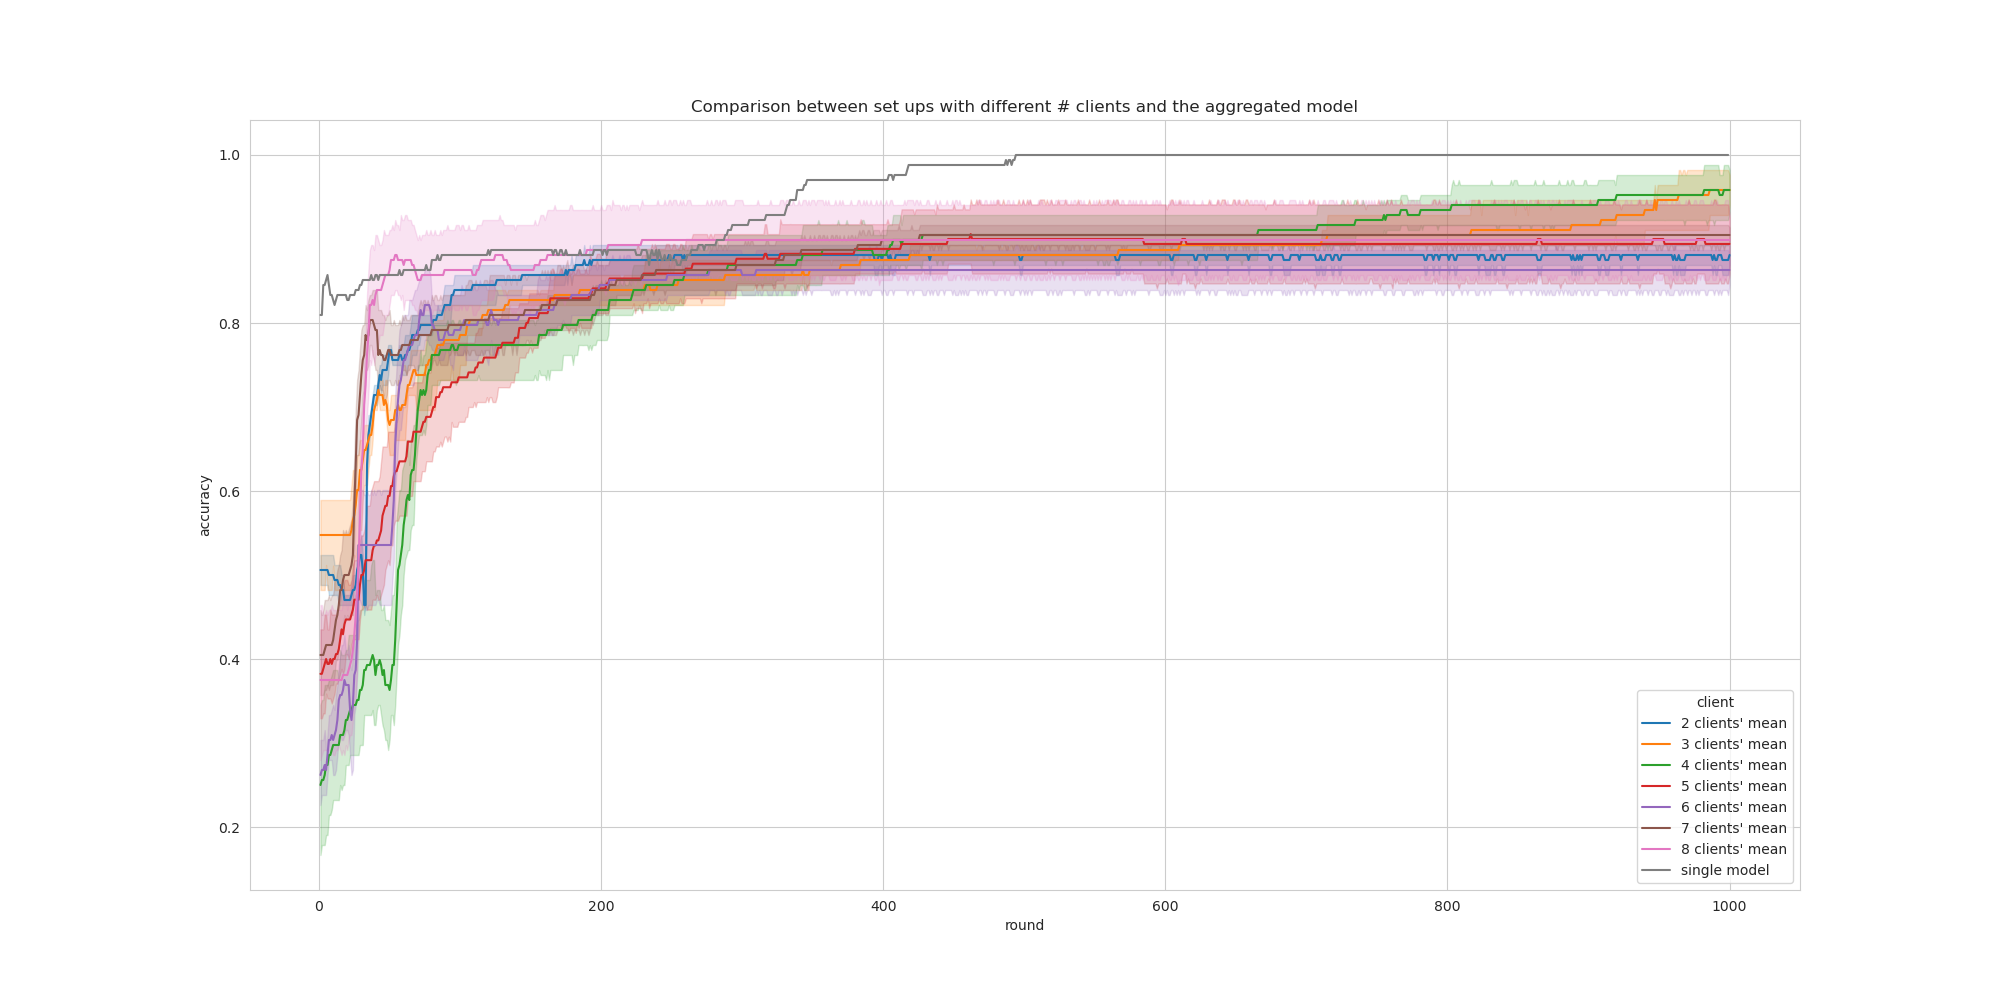 Comparison between set ups with different # clients and the aggregated model
accuracy
1.0
0.8
0.6
0.4
0.2
0
200
400
600
800
1000
round
client
2 clients' mean
3 clients' mean
4 clients' mean
5 clients' mean
6 clients' mean
7 clients' mean
8 clients' mean
single model